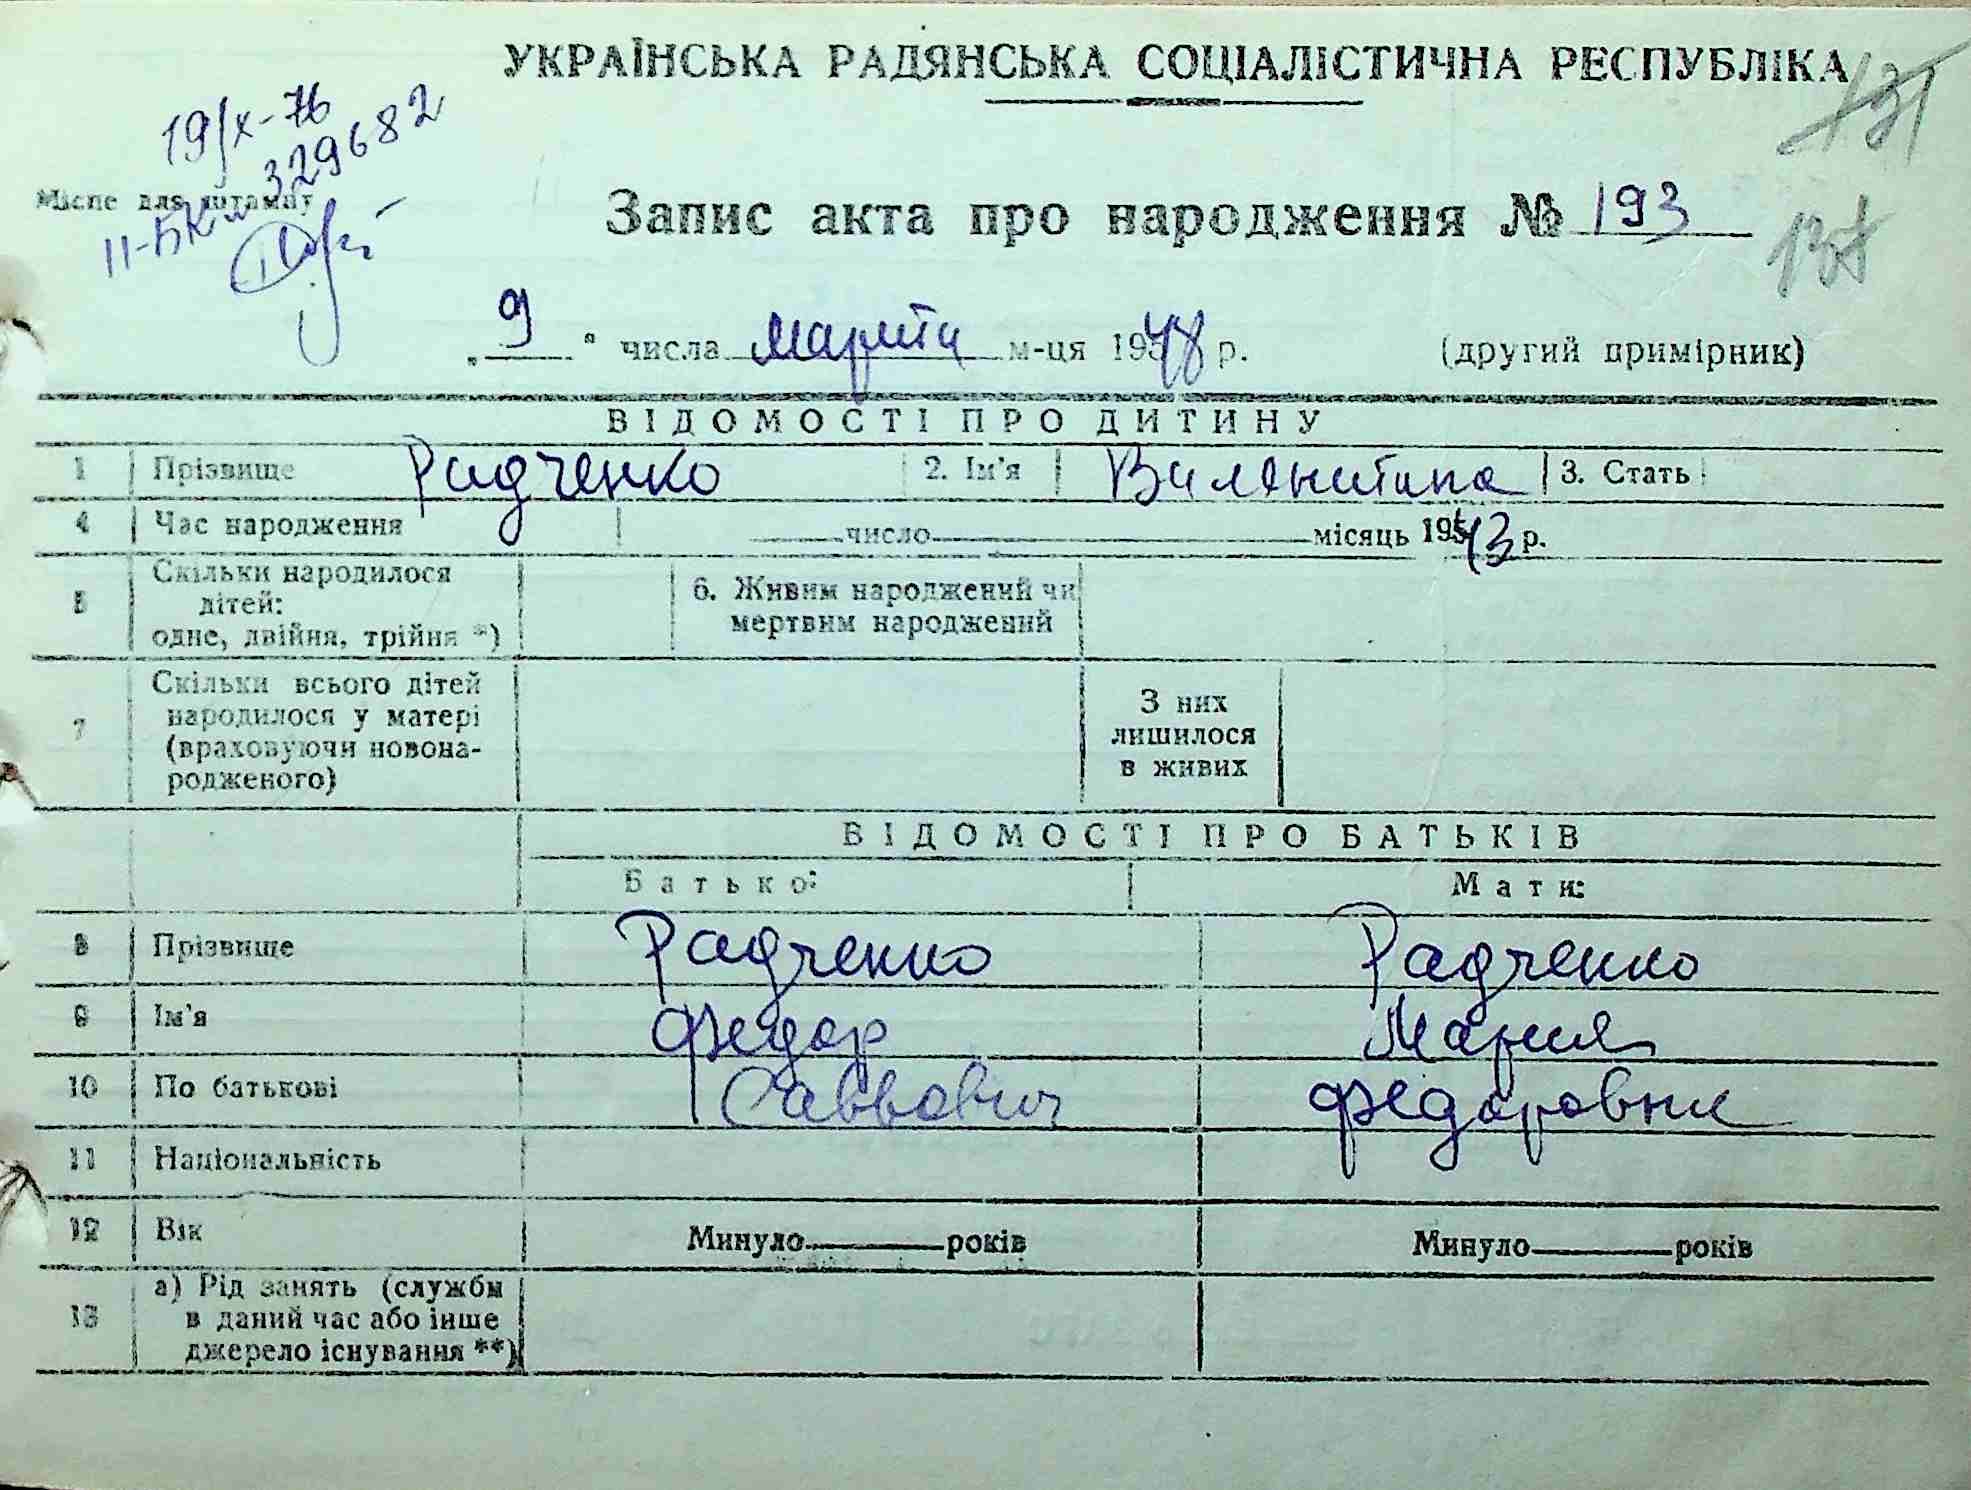 УКРАЇНСЬКА РАДЯНСЬКА СОЦІАЛІСТИЧНА РЕСПУБЛІКА
131
19/X-76
II-БК № 329682
Місце для штампу
Запис акта про народження № 193
138
„9" числа марта м-ця 1948 р. (другий примірник)
ВІДОМОСТІ ПРО ДИТИНУ
1 Прізвище Радченко 2. Ім'я Валентина 3. Стать
4 Час народження число місяць 1943 р.
5 Скільки народилося дітей: одне, двійня, трійня *) 6. Живим народжений чи мертвим народжений
7 Скільки всього дітей народилося у матері (враховуючи новонародженого) З них лишилося в живих
ВІДОМОСТІ ПРО БАТЬКІВ
Батько: Мати:
8 Прізвище Радченко Радченко
9 Ім'я Федор Мария
10 По батькові Саввович Федоровна
11 Національність
12 Вік Минуло років Минуло років
13 а) Рід занять (служби в даний час або інше джерело існування **)